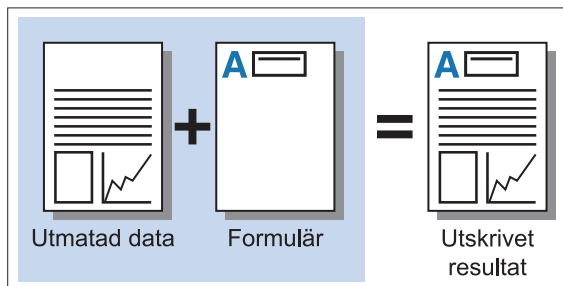 A
A
Utmatad data
Formulär
Utskrivet
resultat